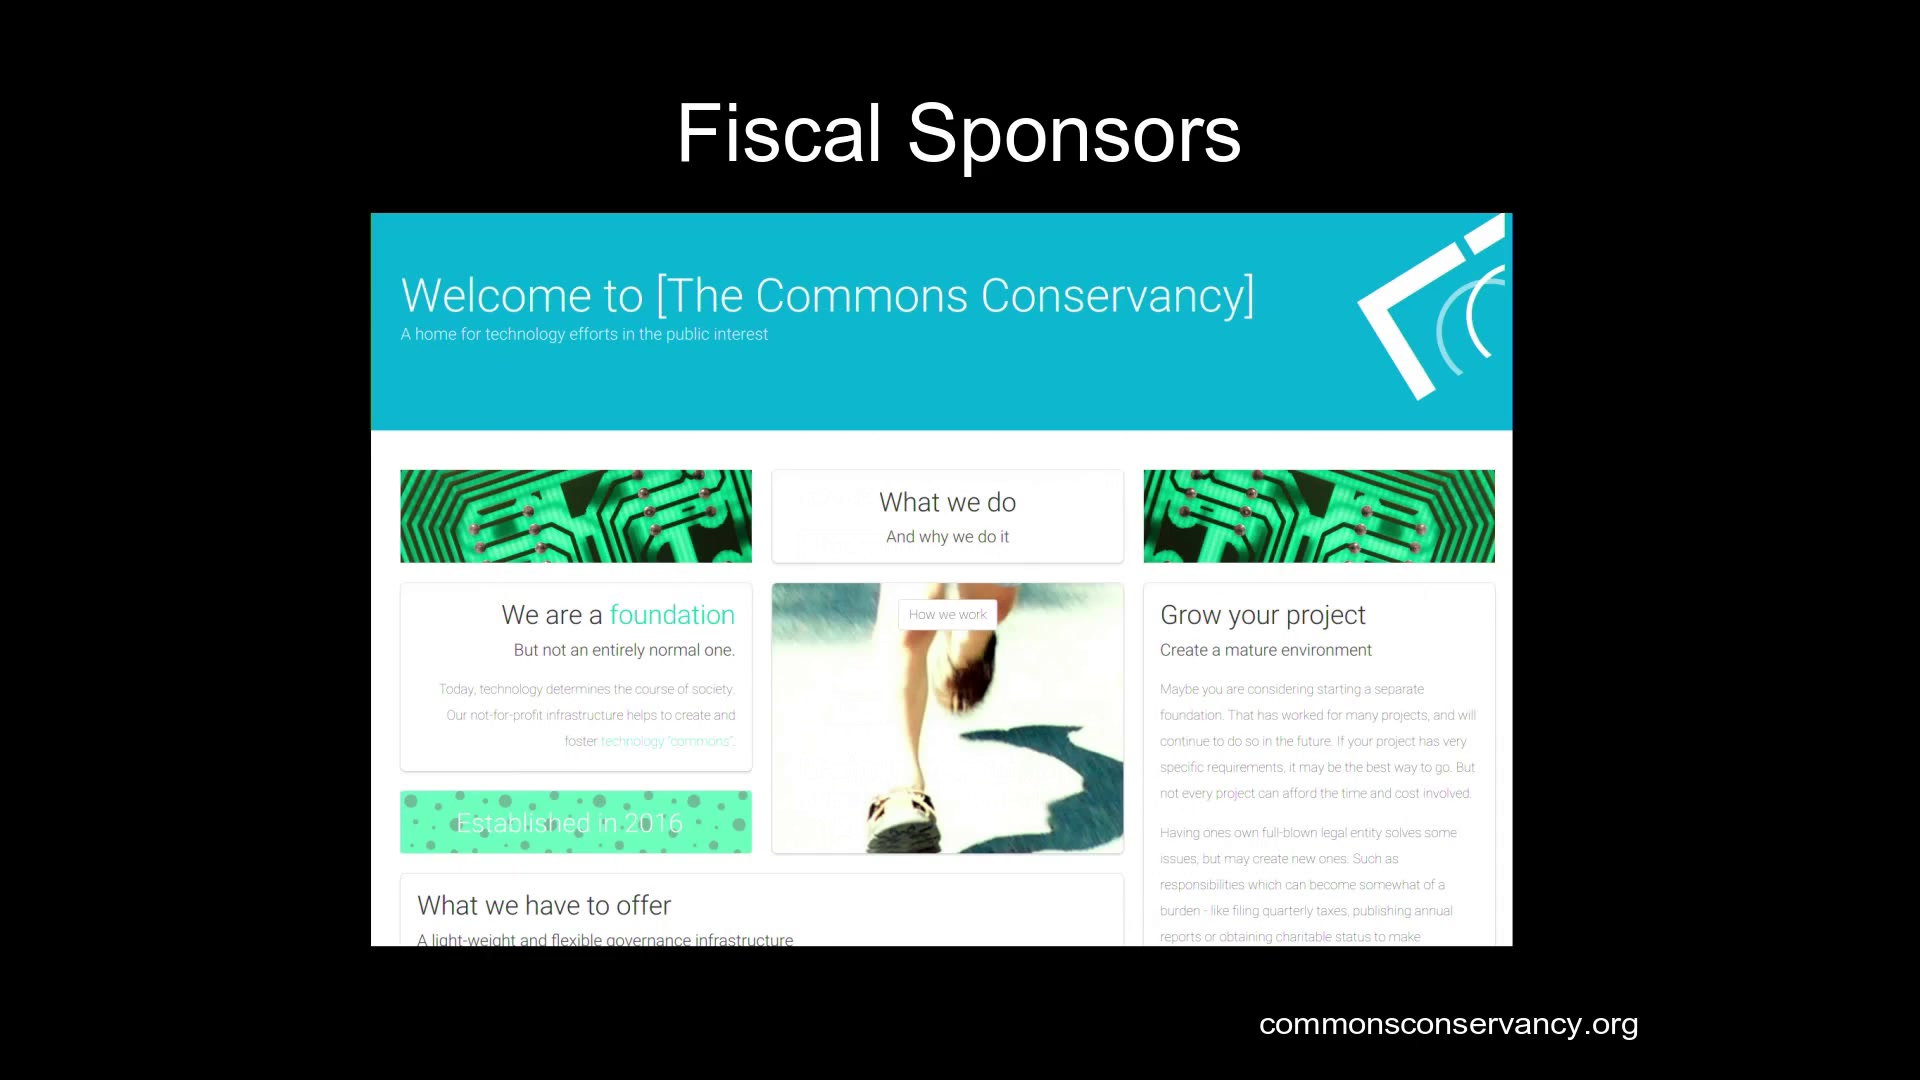 Fiscal Sponsors
Welcome to [The Commons Conservancy]
A home for technology efforts in the public interest
What we do
And why we do it
We are a foundation
But not an entirely normal one.
Today, technology determines the course of society.
Our not-for-profit infrastructure helps to create and
foster technology "commons".
Established in 2016
How we work
Grow your project
Create a mature environment
Maybe you are considering starting a separate
foundation. That has worked for many projects, and will
continue to do so in the future. If your project has very
specific requirements, it may be the best way to go. But
not every project can afford the time and cost involved.
Having ones own full-blown legal entity solves some
issues, but may create new ones. Such as
responsibilities which can become somewhat of a
burden - like filing quarterly taxes, publishing annual
reports or obtaining charitable status to make
What we have to offer
A light-weight and flexible governance infrastructure
commonsconservancy.org